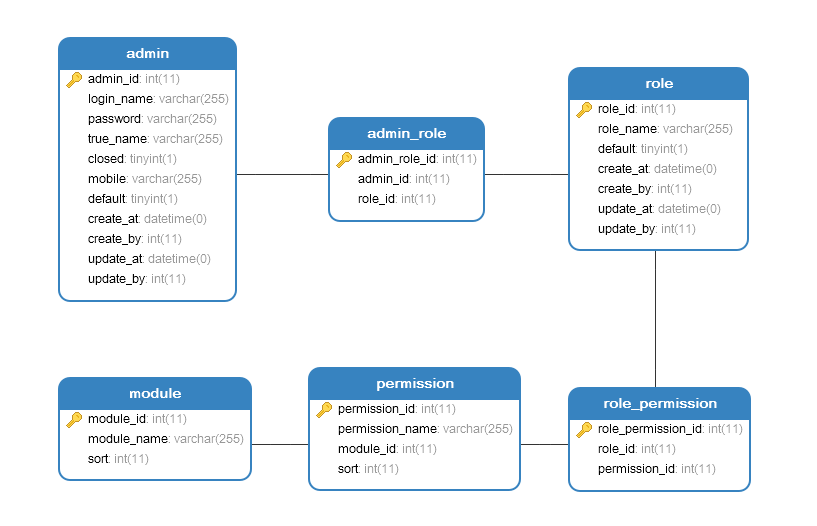 admin
admin_id: int(11)
login_name: varchar(255)
password: varchar(255)
true_name: varchar(255)
closed: tinyint(1)
mobile: varchar(255)
default: tinyint(1)
create_at: datetime(0)
create_by: int(11)
update_at: datetime(0)
update_by: int(11)
admin_role
admin_role_id: int(11)
admin_id: int(11)
role_id: int(11)
role
role_id: int(11)
role_name: varchar(255)
default: tinyint(1)
create_at: datetime(0)
create_by: int(11)
update_at: datetime(0)
update_by: int(11)
module
module_id: int(11)
module_name: varchar(255)
sort: int(11)
permission
permission_id: int(11)
permission_name: varchar(255)
module_id: int(11)
sort: int(11)
role_permission
role_permission_id: int(11)
role_id: int(11)
permission_id: int(11)